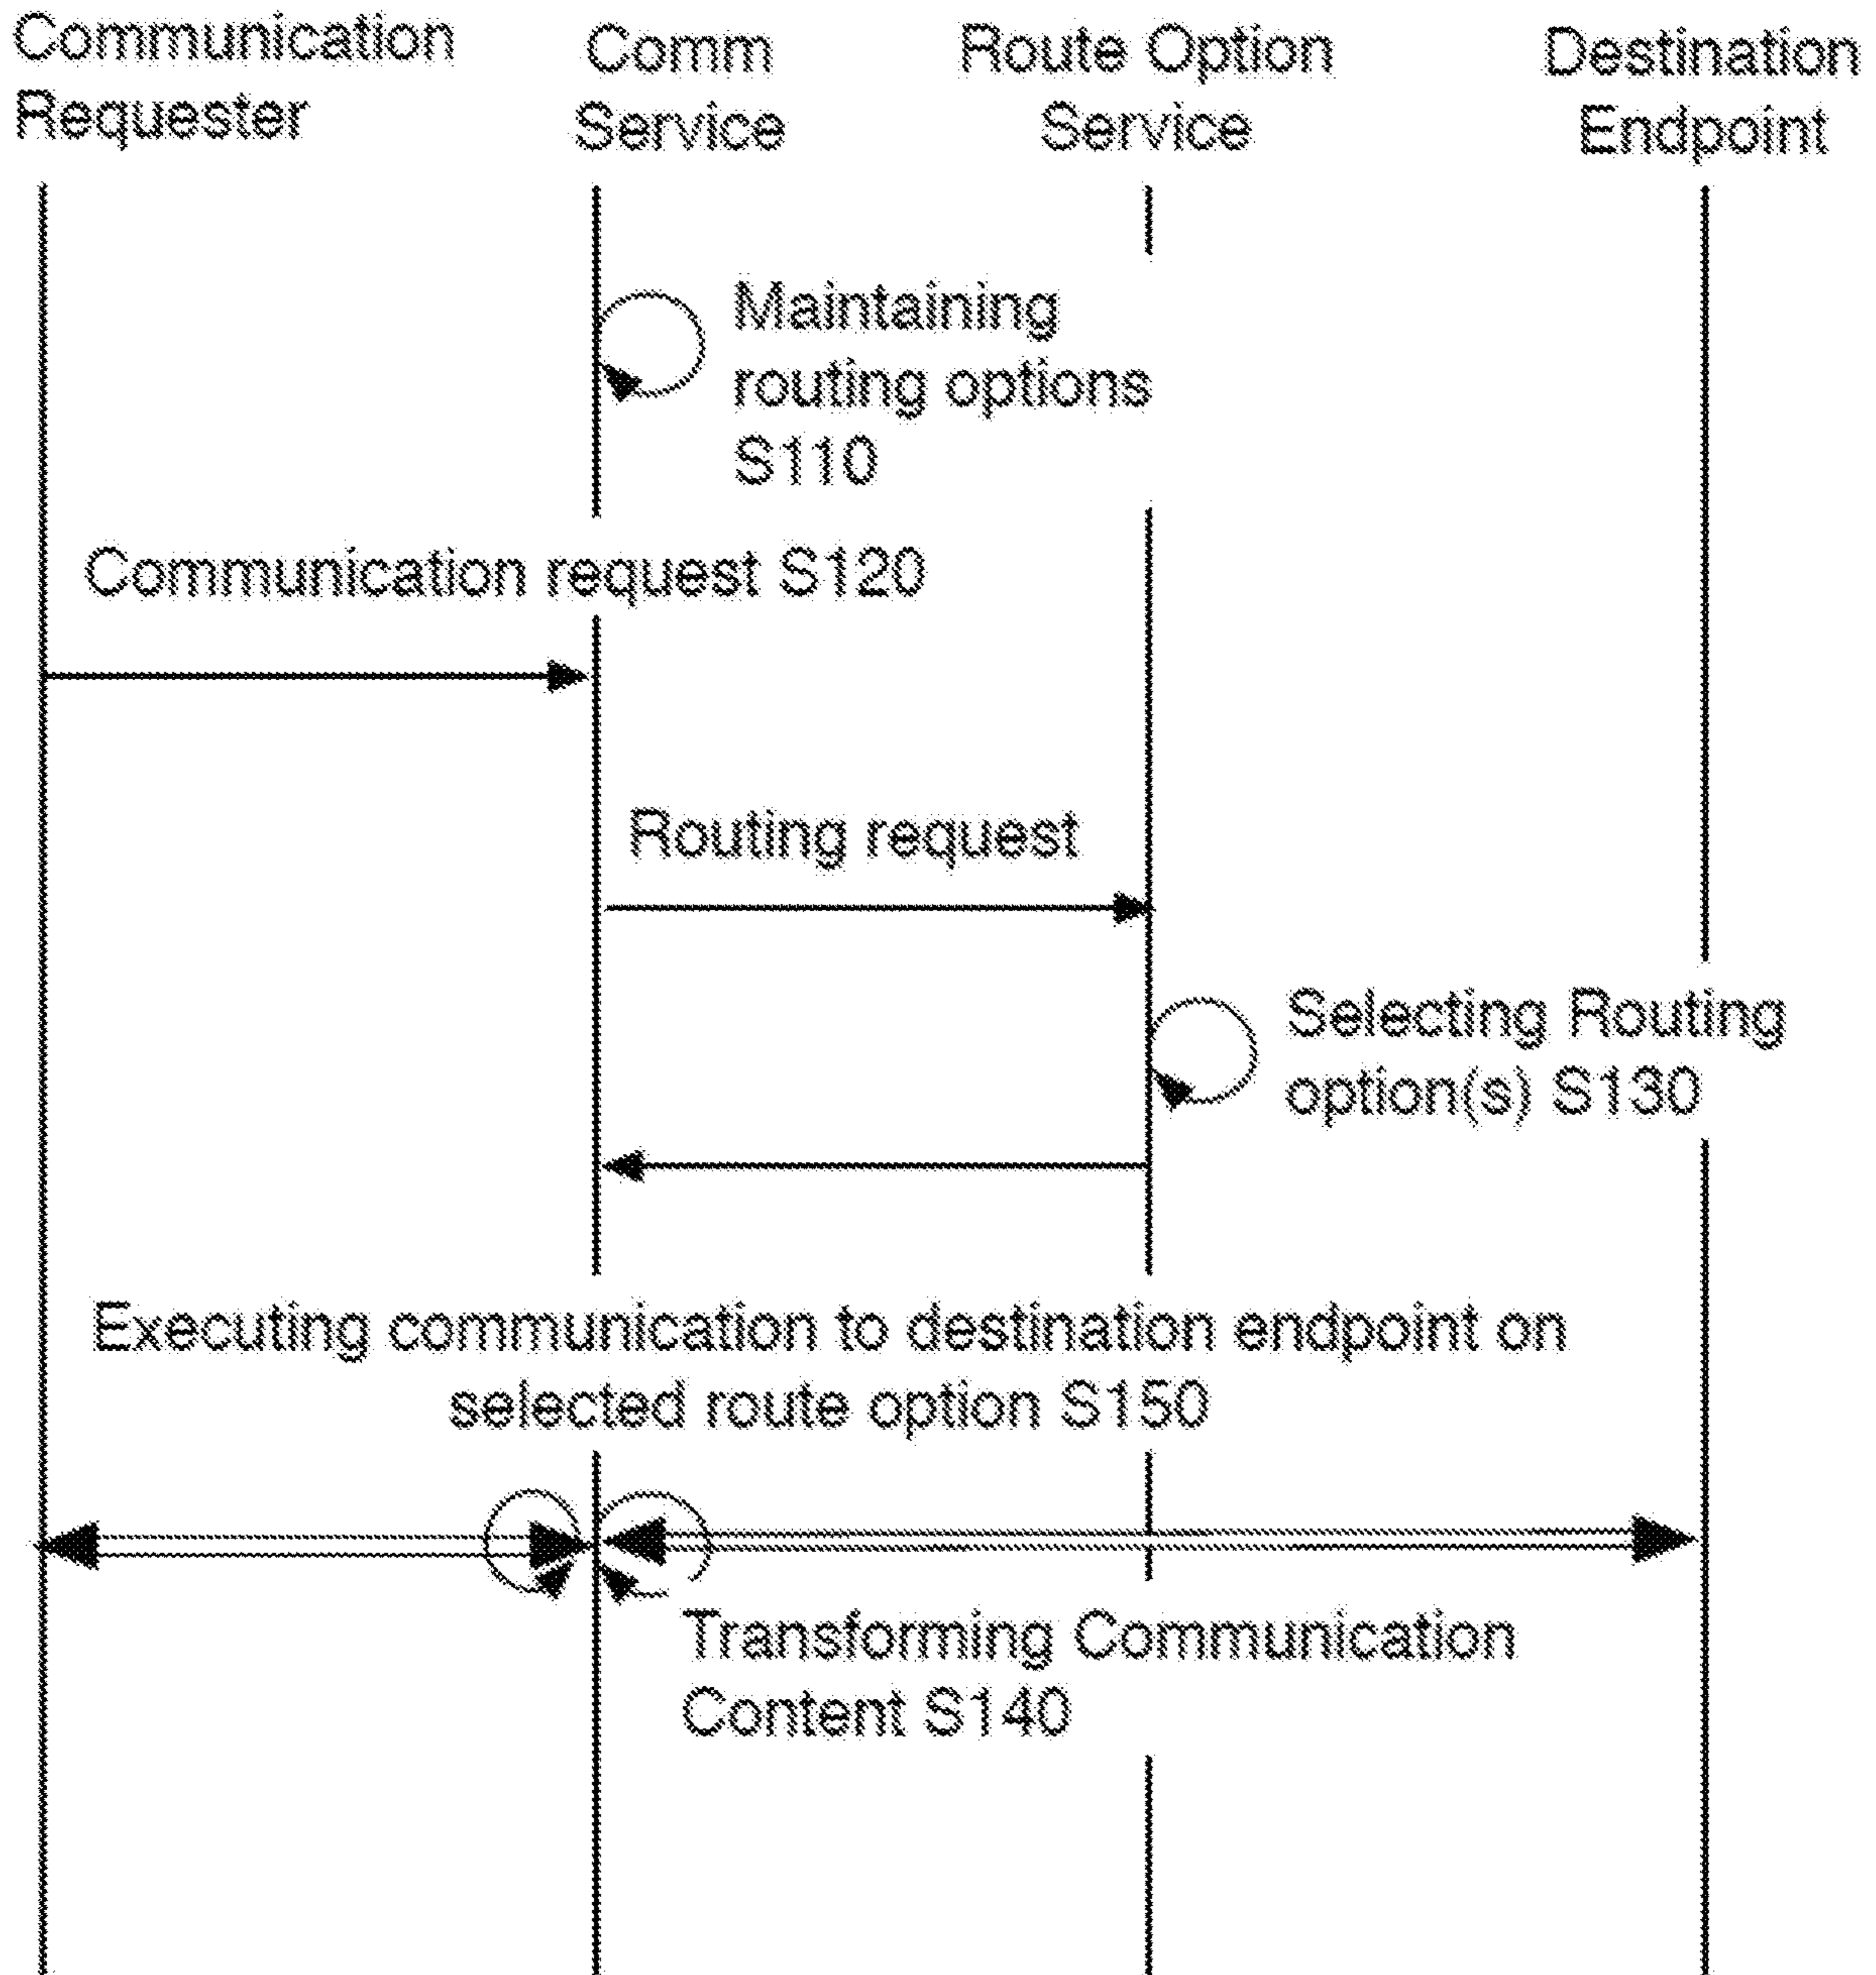 Communication
Requester
Comm
Service
Route Option
Service
Destination
Endpoint
Maintaining
routing options
S110
Communication request S120
Routing request
Selecting Routing
option(s) S130
Executing communication to destination endpoint on
selected route option S150
Transforming Communication
Content S140